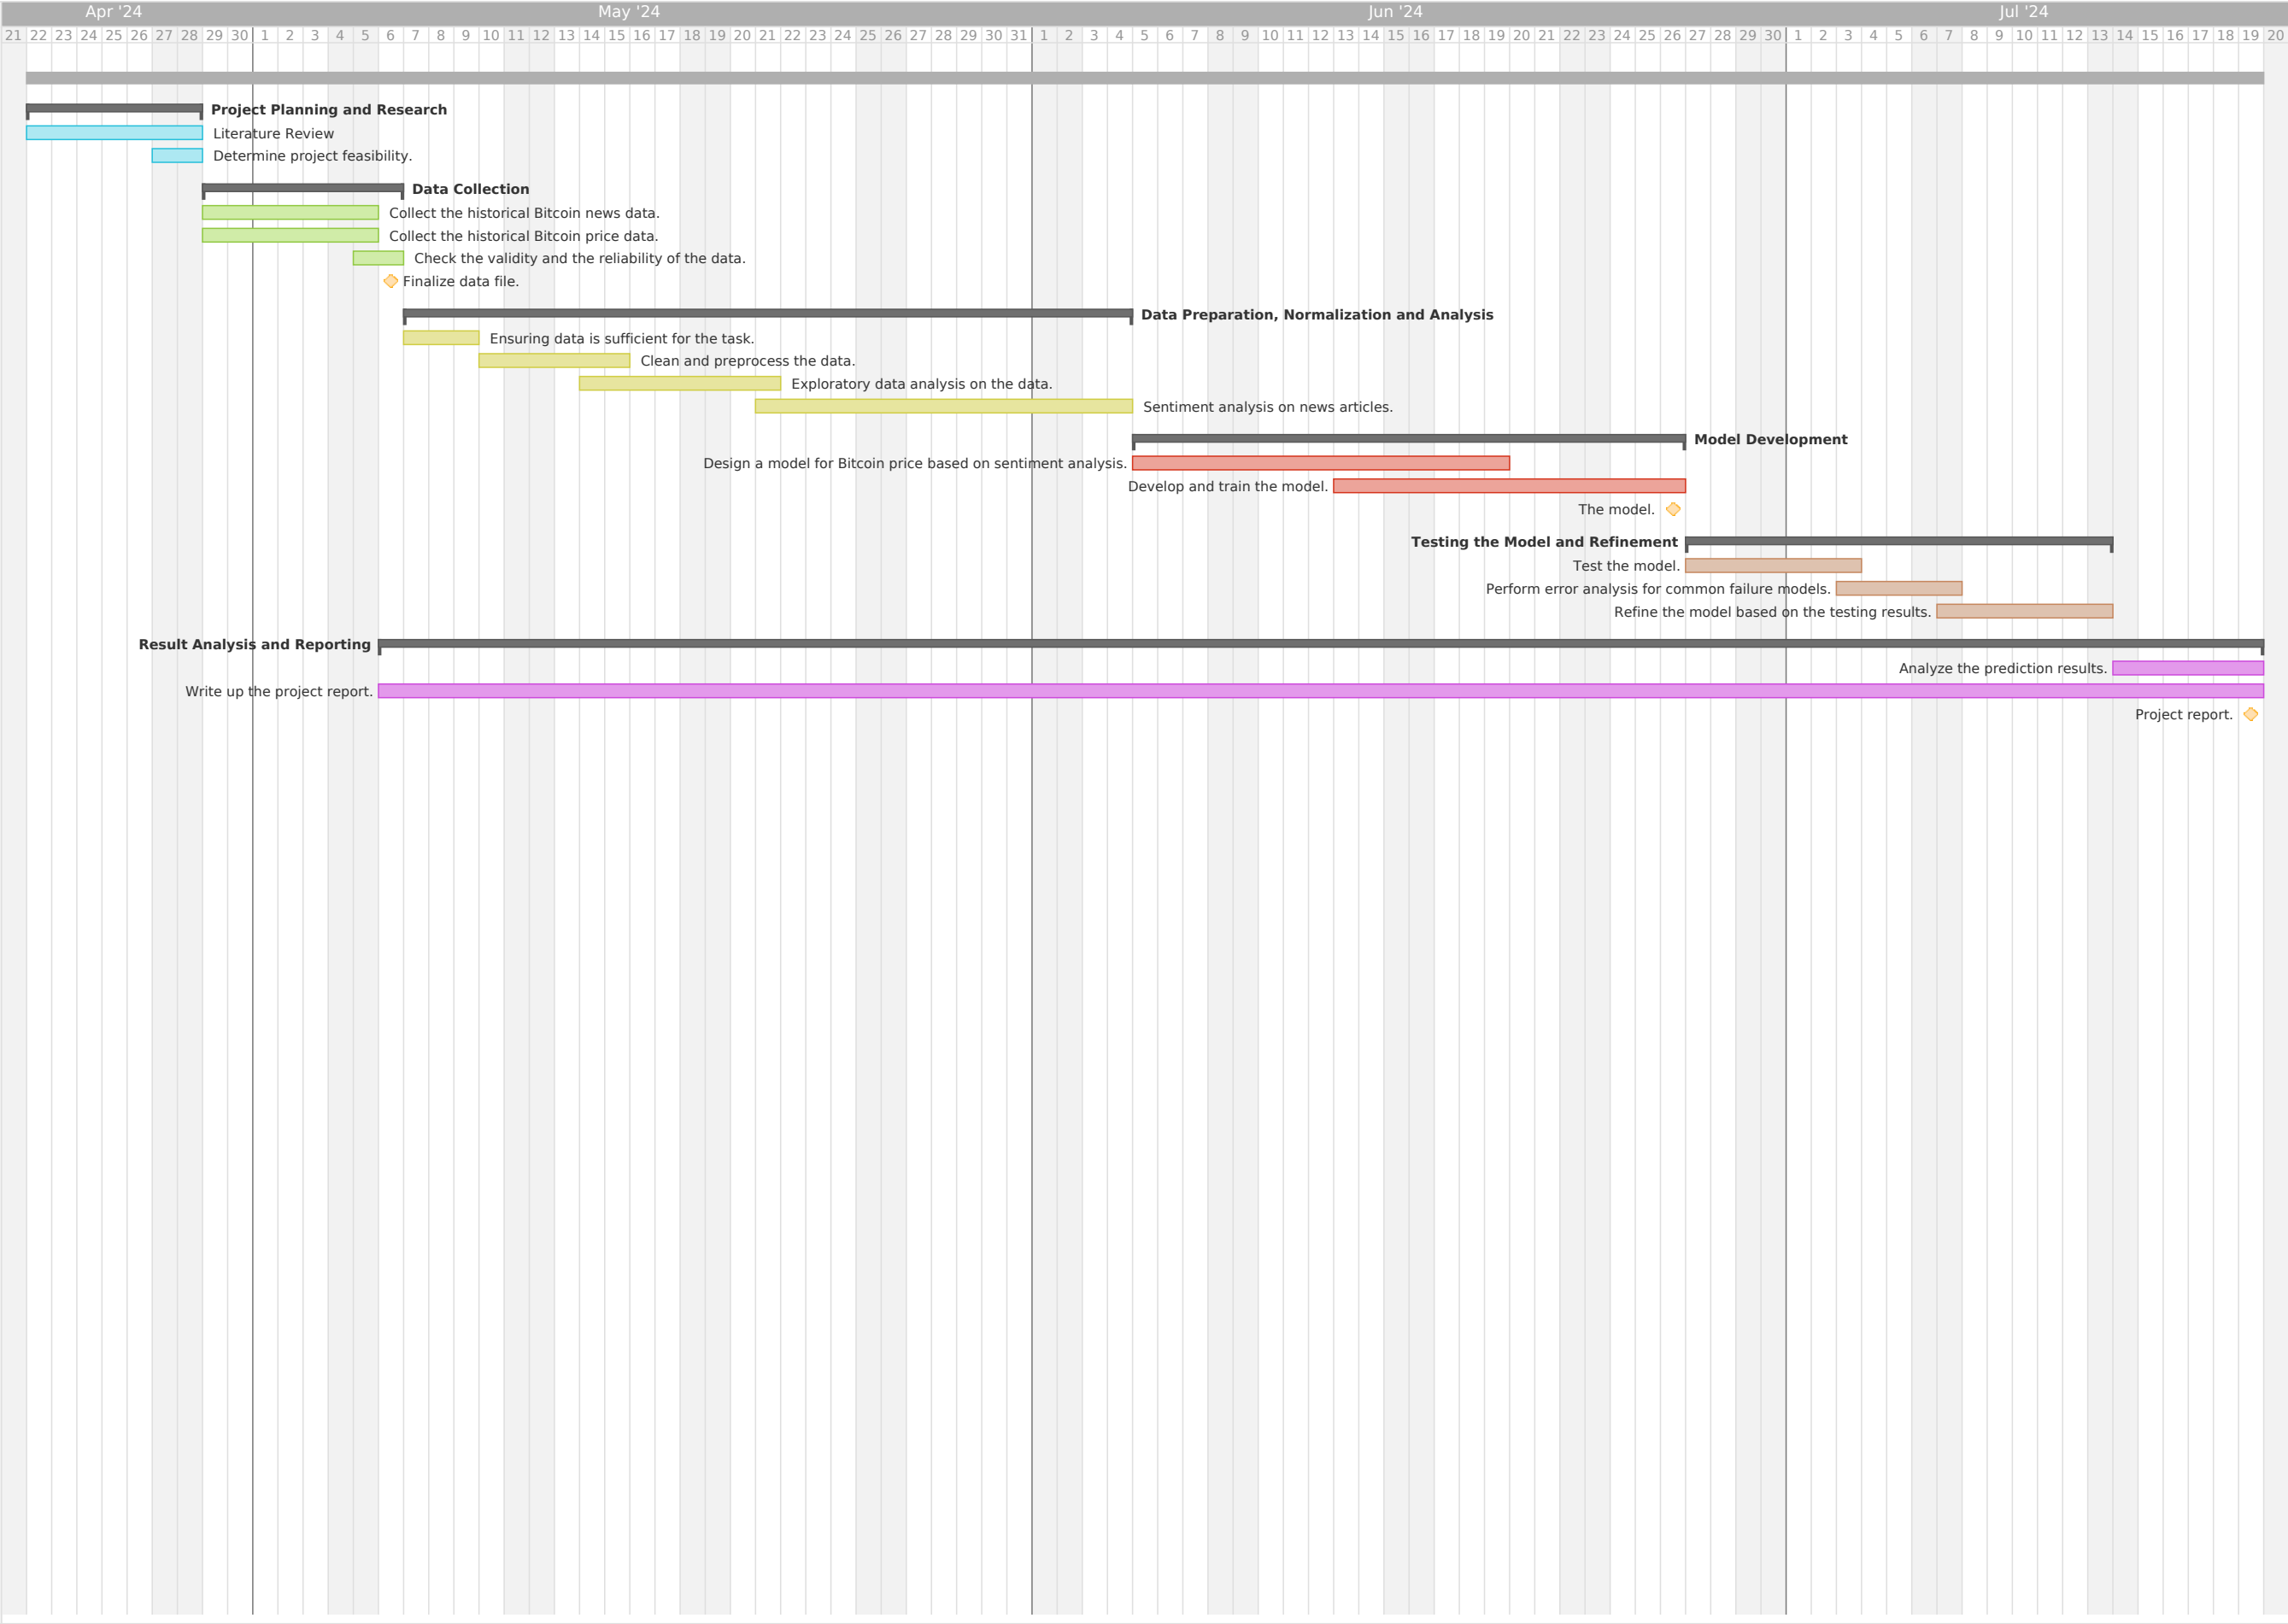 Apr '24 May '24 Jun '24 Jul '24
21 22 23 24 25 26 27 28 29 30 1 2 3 4 5 6 7 8 9 10 11 12 13 14 15 16 17 18 19 20 21 22 23 24 25 26 27 28 29 30 31 1 2 3 4 5 6 7 8 9 10 11 12 13 14 15 16 17 18 19 20 21 22 23 24 25 26 27 28 29 30 1 2 3 4 5 6 7 8 9 10 11 12 13 14 15 16 17 18 19 20
Project Planning and Research
Literature Review
Determine project feasibility.
Data Collection
Collect the historical Bitcoin news data.
Collect the historical Bitcoin price data.
Check the validity and the reliability of the data.
Finalize data file.
Data Preparation, Normalization and Analysis
Ensuring data is sufficient for the task.
Clean and preprocess the data.
Exploratory data analysis on the data.
Sentiment analysis on news articles.
Model Development
Design a model for Bitcoin price based on sentiment analysis.
Develop and train the model.
The model.
Testing the Model and Refinement
Test the model.
Perform error analysis for common failure models.
Refine the model based on the testing results.
Result Analysis and Reporting
Analyze the prediction results.
Write up the project report.
Project report.